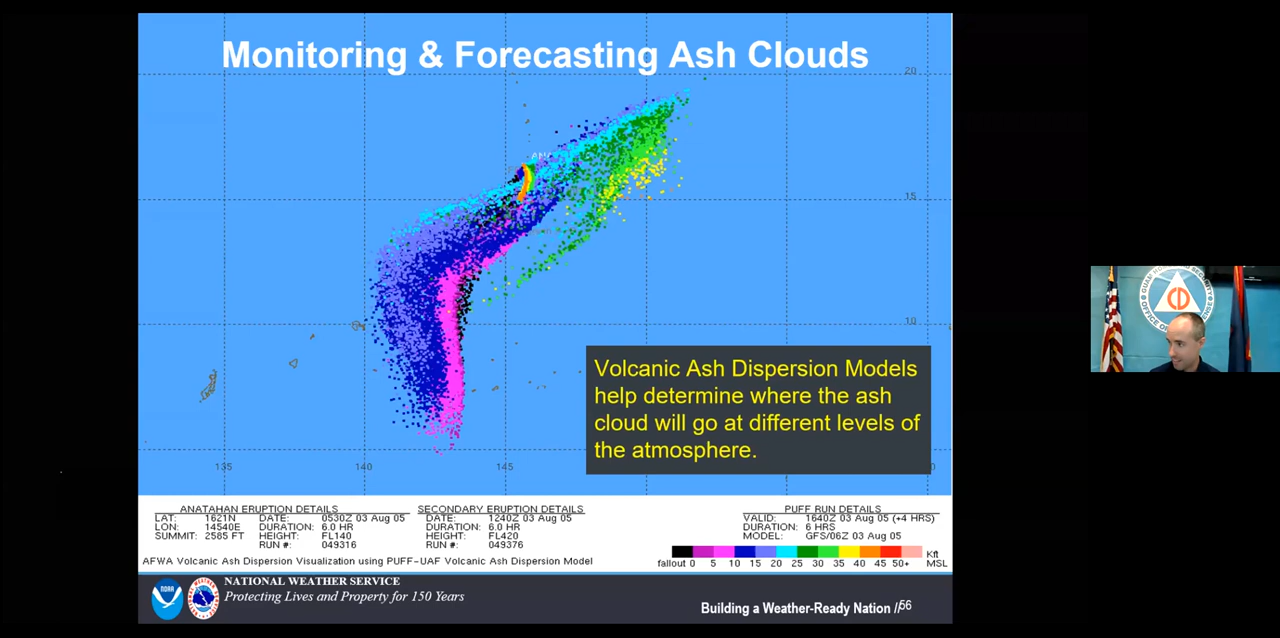 Monitoring & Forecasting Ash Clouds
20
ANA
15
10
Volcanic Ash Dispersion Models
help determine where the ash
cloud will go at different levels of
the atmosphere.
135
140
145
0
ANATAHAN ERUPTION DETAILS
LAT: 1621N DATE: 0530Z 03 Aug 05
LON: 14540E DURATION: 6.0 HR
SUMMIT: 2585 FT HEIGHT: FL140
RUN #: 049316
SECONDARY ERUPTION DETAILS
DATE: 1240Z 03 Aug 05
DURATION: 6.0 HR
HEIGHT: FL420
RUN #: 049376
PUFF RUN DETAILS
VALID: 1640Z 03 Aug 05 (+4 HRS)
DURATION: 6 HRS
MODEL: GFS/06Z 03 Aug 05
AFWA Volcanic Ash Dispersion Visualization using PUFF-UAF Volcanic Ash Dispersion Model
Kft
fallout 0 5 10 15 20 25 30 35 40 45 50+ MSL
NOAA
NATIONAL WEATHER SERVICE
Protecting Lives and Property for 150 Years
Building a Weather-Ready Nation // 56